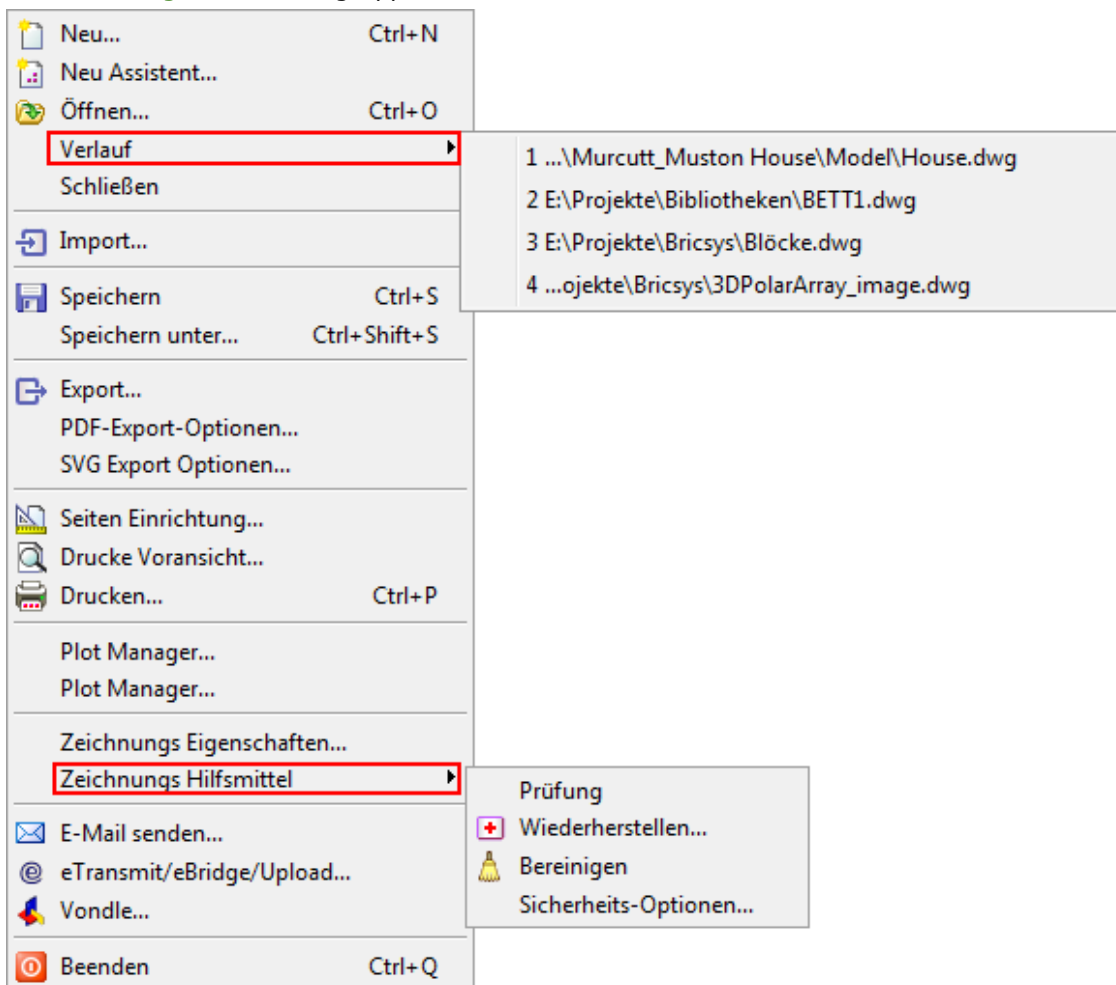 Neu... Ctrl+N
Neu Assistent...
Öffnen... Ctrl+O
Verlauf
Schließen
Import...
Speichern Ctrl+S
Speichern unter... Ctrl+Shift+S
Export...
PDF-Export-Optionen...
SVG Export Optionen...
Seiten Einrichtung...
Drucke Voransicht...
Drucken... Ctrl+P
Plot Manager...
Plot Manager...
Zeichnungs Eigenschaften...
Zeichnungs Hilfsmittel
E-Mail senden...
eTransmit/eBridge/Upload...
Vondle...
Beenden Ctrl+Q
1 ...\Murcutt_Muston House\Model\House.dwg
2 E:\Projekte\Bibliotheken\BETT1.dwg
3 E:\Projekte\Bricsys\Blöcke.dwg
4 ...ojekte\Bricsys\3DPolarArray_image.dwg
Prüfung
Wiederherstellen...
Bereinigen
Sicherheits-Optionen...